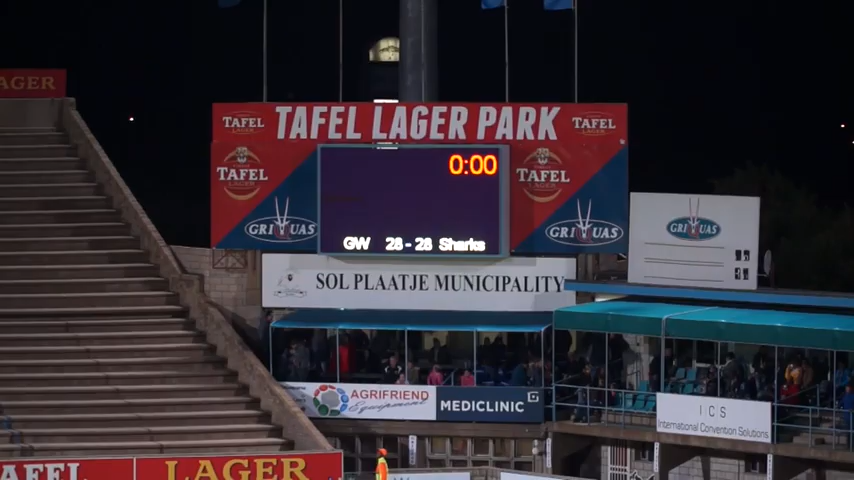 LAGER
TAFEL LAGER PARK
TAFEL
TAFEL
TAFEL
LAGER
TAFEL
LAGER
0:00
GRIQUAS
GRIQUAS
GRIQUAS
GW 28 - 28 Sharks
SOL PLAATJE MUNICIPALITY
AGRIFRIEND
Equipment
MEDICLINIC
ICS
International Convention Solutions
TAFEL
LAGER